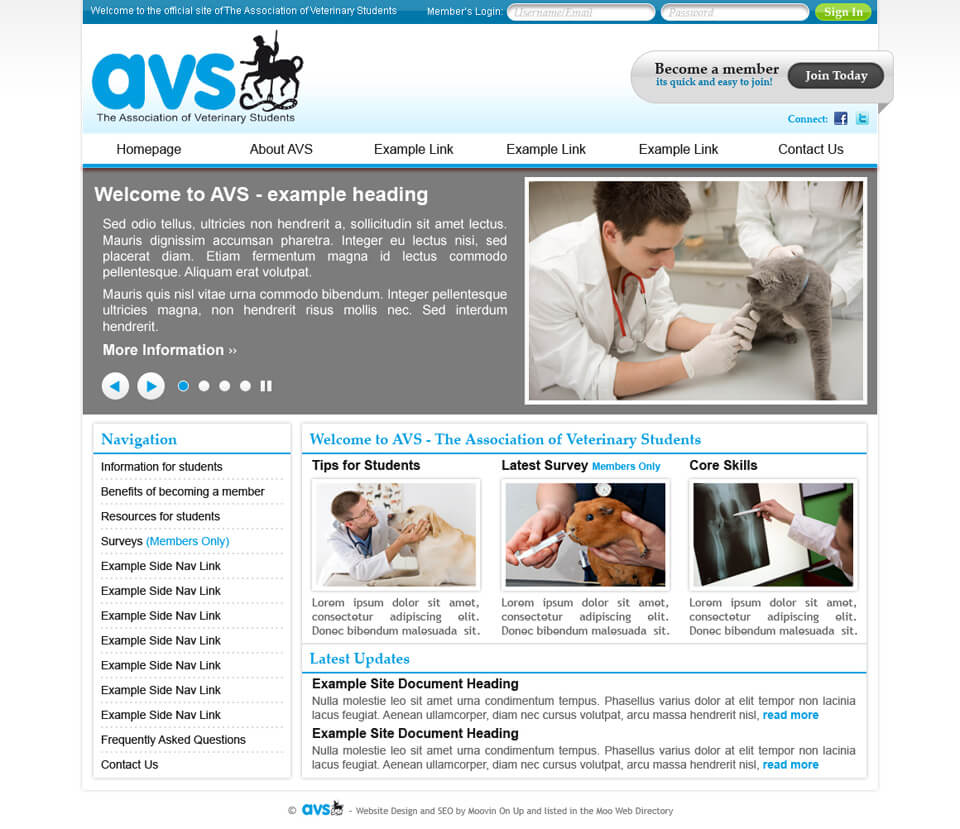 Welcome to the official site of The Association of Veterinary Students
Member's Login: Username/Email Password Sign In
avs
The Association of Veterinary Students
Become a member
its quick and easy to join!
Join Today
Connect:
Homepage About AVS Example Link Example Link Example Link Contact Us
Welcome to AVS - example heading
Sed odio tellus, ultricies non hendrerit a, sollicitudin sit amet lectus.
Mauris dignissim accumsan pharetra. Integer eu lectus nisi, sed
placerat diam. Etiam fermentum magna id lectus commodo
pellentesque. Aliquam erat volutpat.
Mauris quis nisl vitae urna commodo bibendum. Integer pellentesque
ultricies magna, non hendrerit risus mollis nec. Sed interdum
hendrerit.
More Information ››
Navigation
Information for students
Benefits of becoming a member
Resources for students
Surveys (Members Only)
Example Side Nav Link
Example Side Nav Link
Example Side Nav Link
Example Side Nav Link
Example Side Nav Link
Example Side Nav Link
Example Side Nav Link
Frequently Asked Questions
Contact Us
Welcome to AVS - The Association of Veterinary Students
Tips for Students
Lorem ipsum dolor sit amet,
consectetur adipiscing elit.
Donec bibendum malesuada sit.
Latest Survey Members Only
Lorem ipsum dolor sit amet,
consectetur adipiscing elit.
Donec bibendum malesuada sit.
Core Skills
Lorem ipsum dolor sit amet,
consectetur adipiscing elit.
Donec bibendum malesuada sit.
Latest Updates
Example Site Document Heading
Nulla molestie leo sit amet urna condimentum tempus. Phasellus varius dolor at elit tempor non lacinia
lacus feugiat. Aenean ullamcorper, diam nec cursus volutpat, arcu massa hendrerit nisl, read more
Example Site Document Heading
Nulla molestie leo sit amet urna condimentum tempus. Phasellus varius dolor at elit tempor non lacinia
lacus feugiat. Aenean ullamcorper, diam nec cursus volutpat, arcu massa hendrerit nisl, read more
© avs - Website Design and SEO by Moovin On Up and listed in the Moo Web Directory